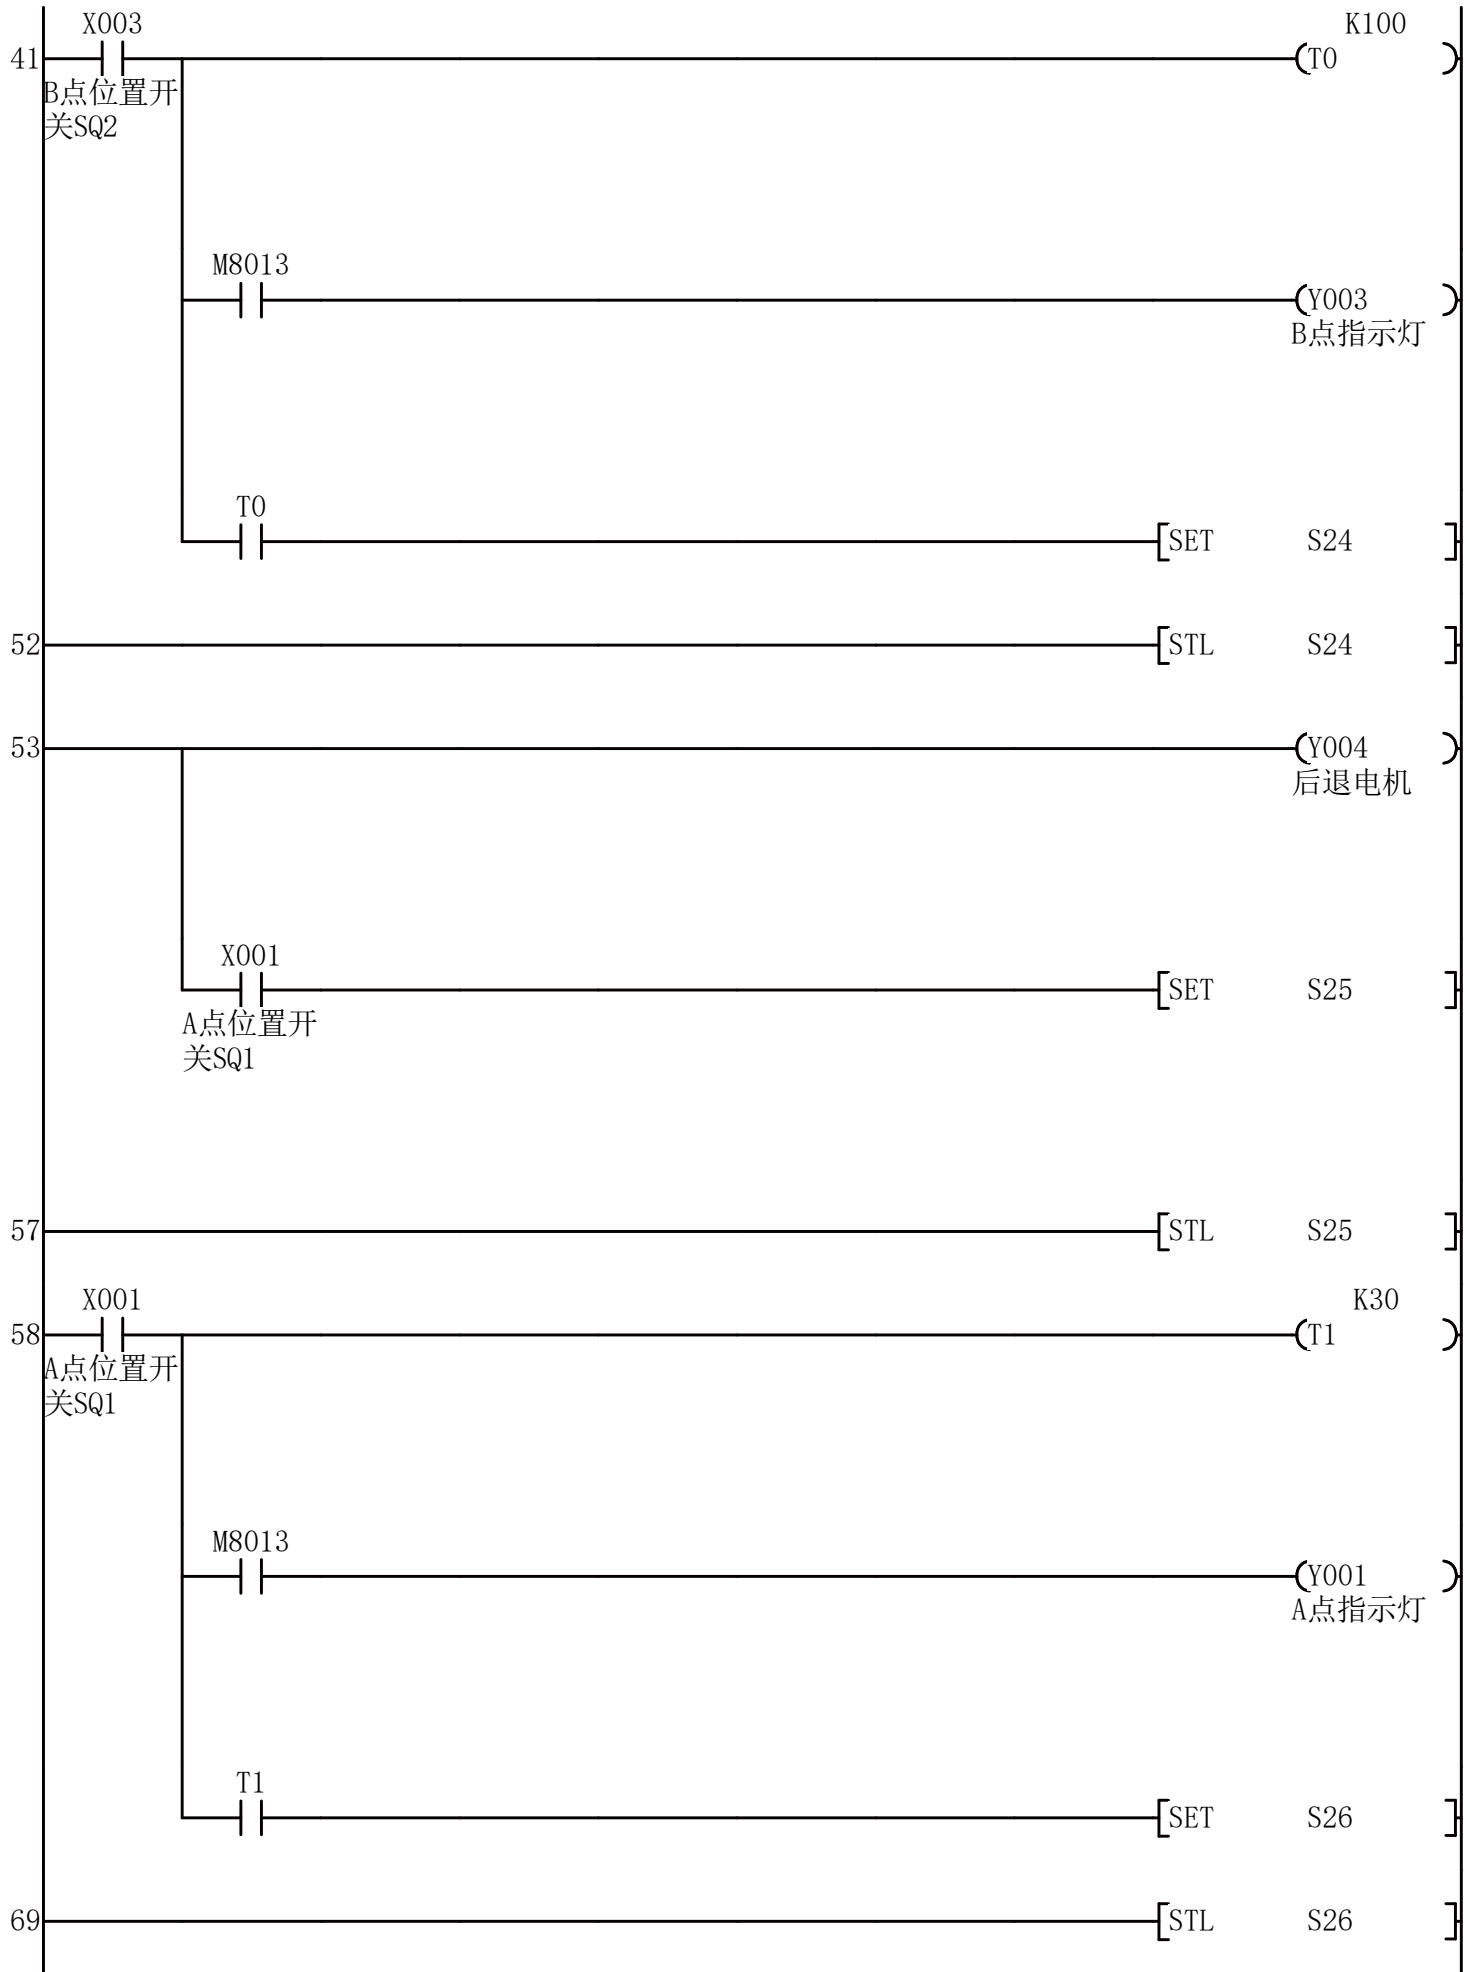 X003
K100
41
T0
B点位置开
关SQ2
M8013
Y003
B点指示灯
T0
SET S24
52
STL S24
53
Y004
后退电机
X001
SET S25
A点位置开
关SQ1
57
STL S25
X001
K30
58
T1
A点位置开
关SQ1
M8013
Y001
A点指示灯
T1
SET S26
69
STL S26